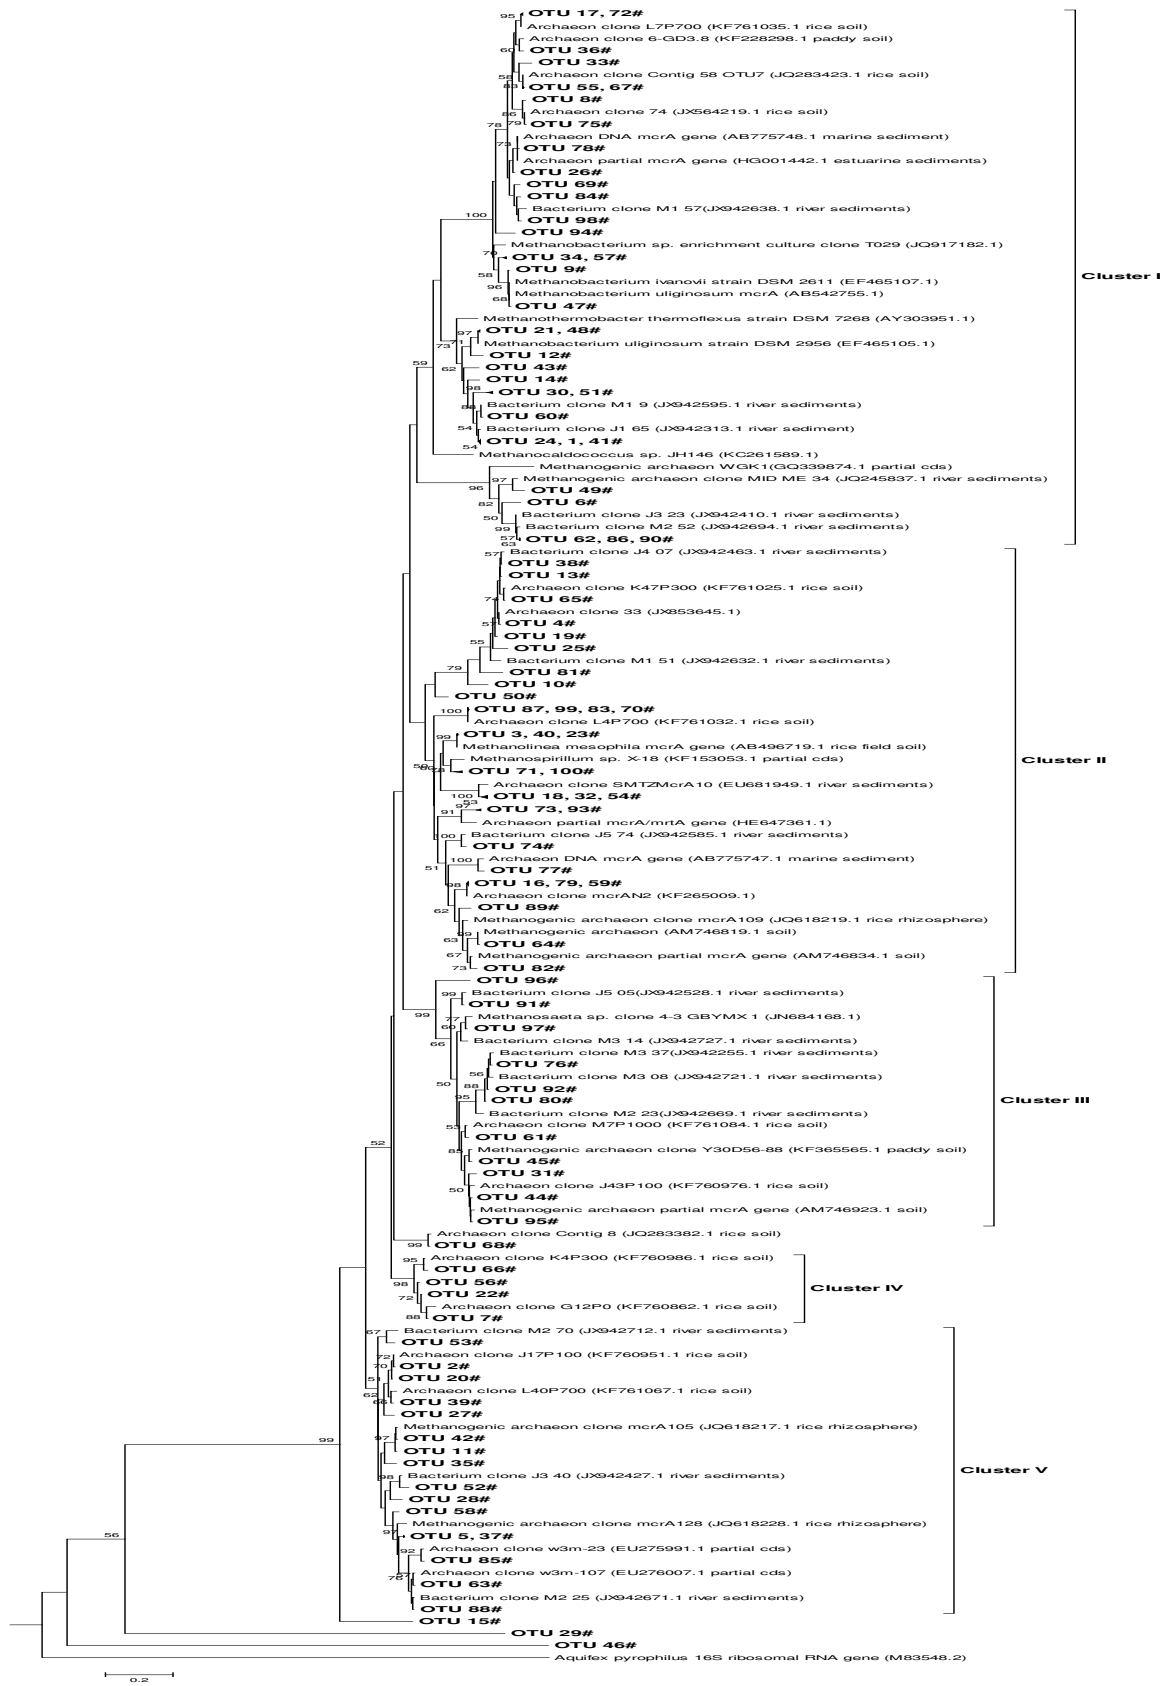 OTU 17, 72#
Archaeon clone L7P700 (KF761035.1 rice soil)
Archaeon clone 6-GD3.8 (KF228298.1 paddy soil)
OTU 36#
OTU 33#
Archaeon clone Contig 58 OTU7 (JQ283423.1 rice soil)
OTU 55, 67#
OTU 8#
Archaeon clone 74 (JX564219.1 rice soil)
OTU 75#
Archaeon DNA mcrA gene (AB775748.1 marine sediment)
OTU 78#
Archaeon partial mcrA gene (HG001442.1 estuarine sediments)
OTU 26#
OTU 69#
OTU 84#
Bacterium clone M1 57(JX942638.1 river sediments)
OTU 98#
OTU 94#
Methanobacterium sp. enrichment culture clone T029 (JQ917182.1)
OTU 34, 57#
OTU 9#
Cluster I
Methanobacterium ivanovii strain DSM 2611 (EF465107.1)
Methanobacterium uliginosum mcrA (AB542755.1)
OTU 47#
Methanothermobacter thermoflexus strain DSM 7268 (AY303951.1)
OTU 21, 48#
Methanobacterium uliginosum strain DSM 2956 (EF465105.1)
OTU 12#
OTU 43#
OTU 14#
OTU 30, 51#
Bacterium clone M1 9 (JX942595.1 river sediments)
OTU 60#
Bacterium clone J1 65 (JX942313.1 river sediment)
OTU 24, 1, 41#
Methanocaldococcus sp. JH146 (KC261589.1)
Methanogenic archaeon WGK1(GQ339874.1 partial cds)
Methanogenic archaeon clone MID ME 34 (JQ245837.1 river sediments)
OTU 49#
OTU 6#
Bacterium clone J3 23 (JX942410.1 river sediments)
Bacterium clone M2 52 (JX942694.1 river sediments)
OTU 62, 86, 90#
Bacterium clone J4 07 (JX942463.1 river sediments)
OTU 38#
OTU 13#
Archaeon clone K47P300 (KF761025.1 rice soil)
OTU 65#
Archaeon clone 33 (JX853645.1)
OTU 4#
OTU 19#
OTU 25#
Bacterium clone M1 51 (JX942632.1 river sediments)
OTU 81#
OTU 10#
OTU 50#
OTU 87, 99, 83, 70#
Archaeon clone L4P700 (KF761032.1 rice soil)
OTU 3, 40, 23#
Methanolinea mesophila mcrA gene (AB496719.1 rice field soil)
Methanospirillum sp. X-18 (KF153053.1 partial cds)
Cluster II
OTU 71, 100#
Archaeon clone SMTZMcrA10 (EU681949.1 river sediments)
OTU 18, 32, 54#
OTU 73, 93#
Archaeon partial mcrA/mrtA gene (HE647361.1)
Bacterium clone J5 74 (JX942585.1 river sediments)
OTU 74#
Archaeon DNA mcrA gene (AB775747.1 marine sediment)
OTU 77#
OTU 16, 79, 59#
Archaeon clone mcrAN2 (KF265009.1)
OTU 89#
Methanogenic archaeon clone mcrA109 (JQ618219.1 rice rhizosphere)
Methanogenic archaeon (AM746819.1 soil)
OTU 64#
Methanogenic archaeon partial mcrA gene (AM746834.1 soil)
OTU 82#
OTU 96#
Bacterium clone J5 05(JX942528.1 river sediments)
OTU 91#
Methanosaeta sp. clone 4-3 GBYMX 1 (JN684168.1)
OTU 97#
Bacterium clone M3 14 (JX942727.1 river sediments)
Bacterium clone M3 37(JX942255.1 river sediments)
OTU 76#
Bacterium clone M3 08 (JX942721.1 river sediments)
OTU 92#
OTU 80#
Cluster III
Bacterium clone M2 23(JX942669.1 river sediments)
Archaeon clone M7P1000 (KF761084.1 rice soil)
OTU 61#
Methanogenic archaeon clone Y30D56-88 (KF365565.1 paddy soil)
OTU 45#
OTU 31#
Archaeon clone J43P100 (KF760976.1 rice soil)
OTU 44#
Methanogenic archaeon partial mcrA gene (AM746923.1 soil)
OTU 95#
Archaeon clone Contig 8 (JQ283382.1 rice soil)
OTU 68#
Archaeon clone K4P300 (KF760986.1 rice soil)
OTU 66#
OTU 56#
Cluster IV
OTU 22#
Archaeon clone G12P0 (KF760862.1 rice soil)
OTU 7#
Bacterium clone M2 70 (JX942712.1 river sediments)
OTU 53#
Archaeon clone J17P100 (KF760951.1 rice soil)
OTU 2#
OTU 20#
Archaeon clone L40P700 (KF761067.1 rice soil)
OTU 39#
OTU 27#
Methanogenic archaeon clone mcrA105 (JQ618217.1 rice rhizosphere)
OTU 42#
OTU 11#
OTU 35#
Cluster V
Bacterium clone J3 40 (JX942427.1 river sediments)
OTU 52#
OTU 28#
OTU 58#
Methanogenic archaeon clone mcrA128 (JQ618228.1 rice rhizosphere)
OTU 5, 37#
Archaeon clone w3m-23 (EU275991.1 partial cds)
OTU 85#
Archaeon clone w3m-107 (EU276007.1 partial cds)
OTU 63#
Bacterium clone M2 25 (JX942671.1 river sediments)
OTU 88#
OTU 15#
OTU 29#
OTU 46#
Aquifex pyrophilus 16S ribosomal RNA gene (M83548.2)
0.2